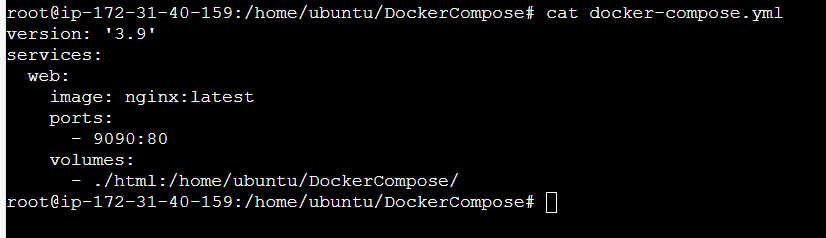 root@ip-172-31-40-159:/home/ubuntu/DockerCompose# cat docker-compose.yml
version: '3.9'
services:
  web:
    image: nginx:latest
    ports:
      - 9090:80
    volumes:
      - ./html:/home/ubuntu/DockerCompose/
root@ip-172-31-40-159:/home/ubuntu/DockerCompose#